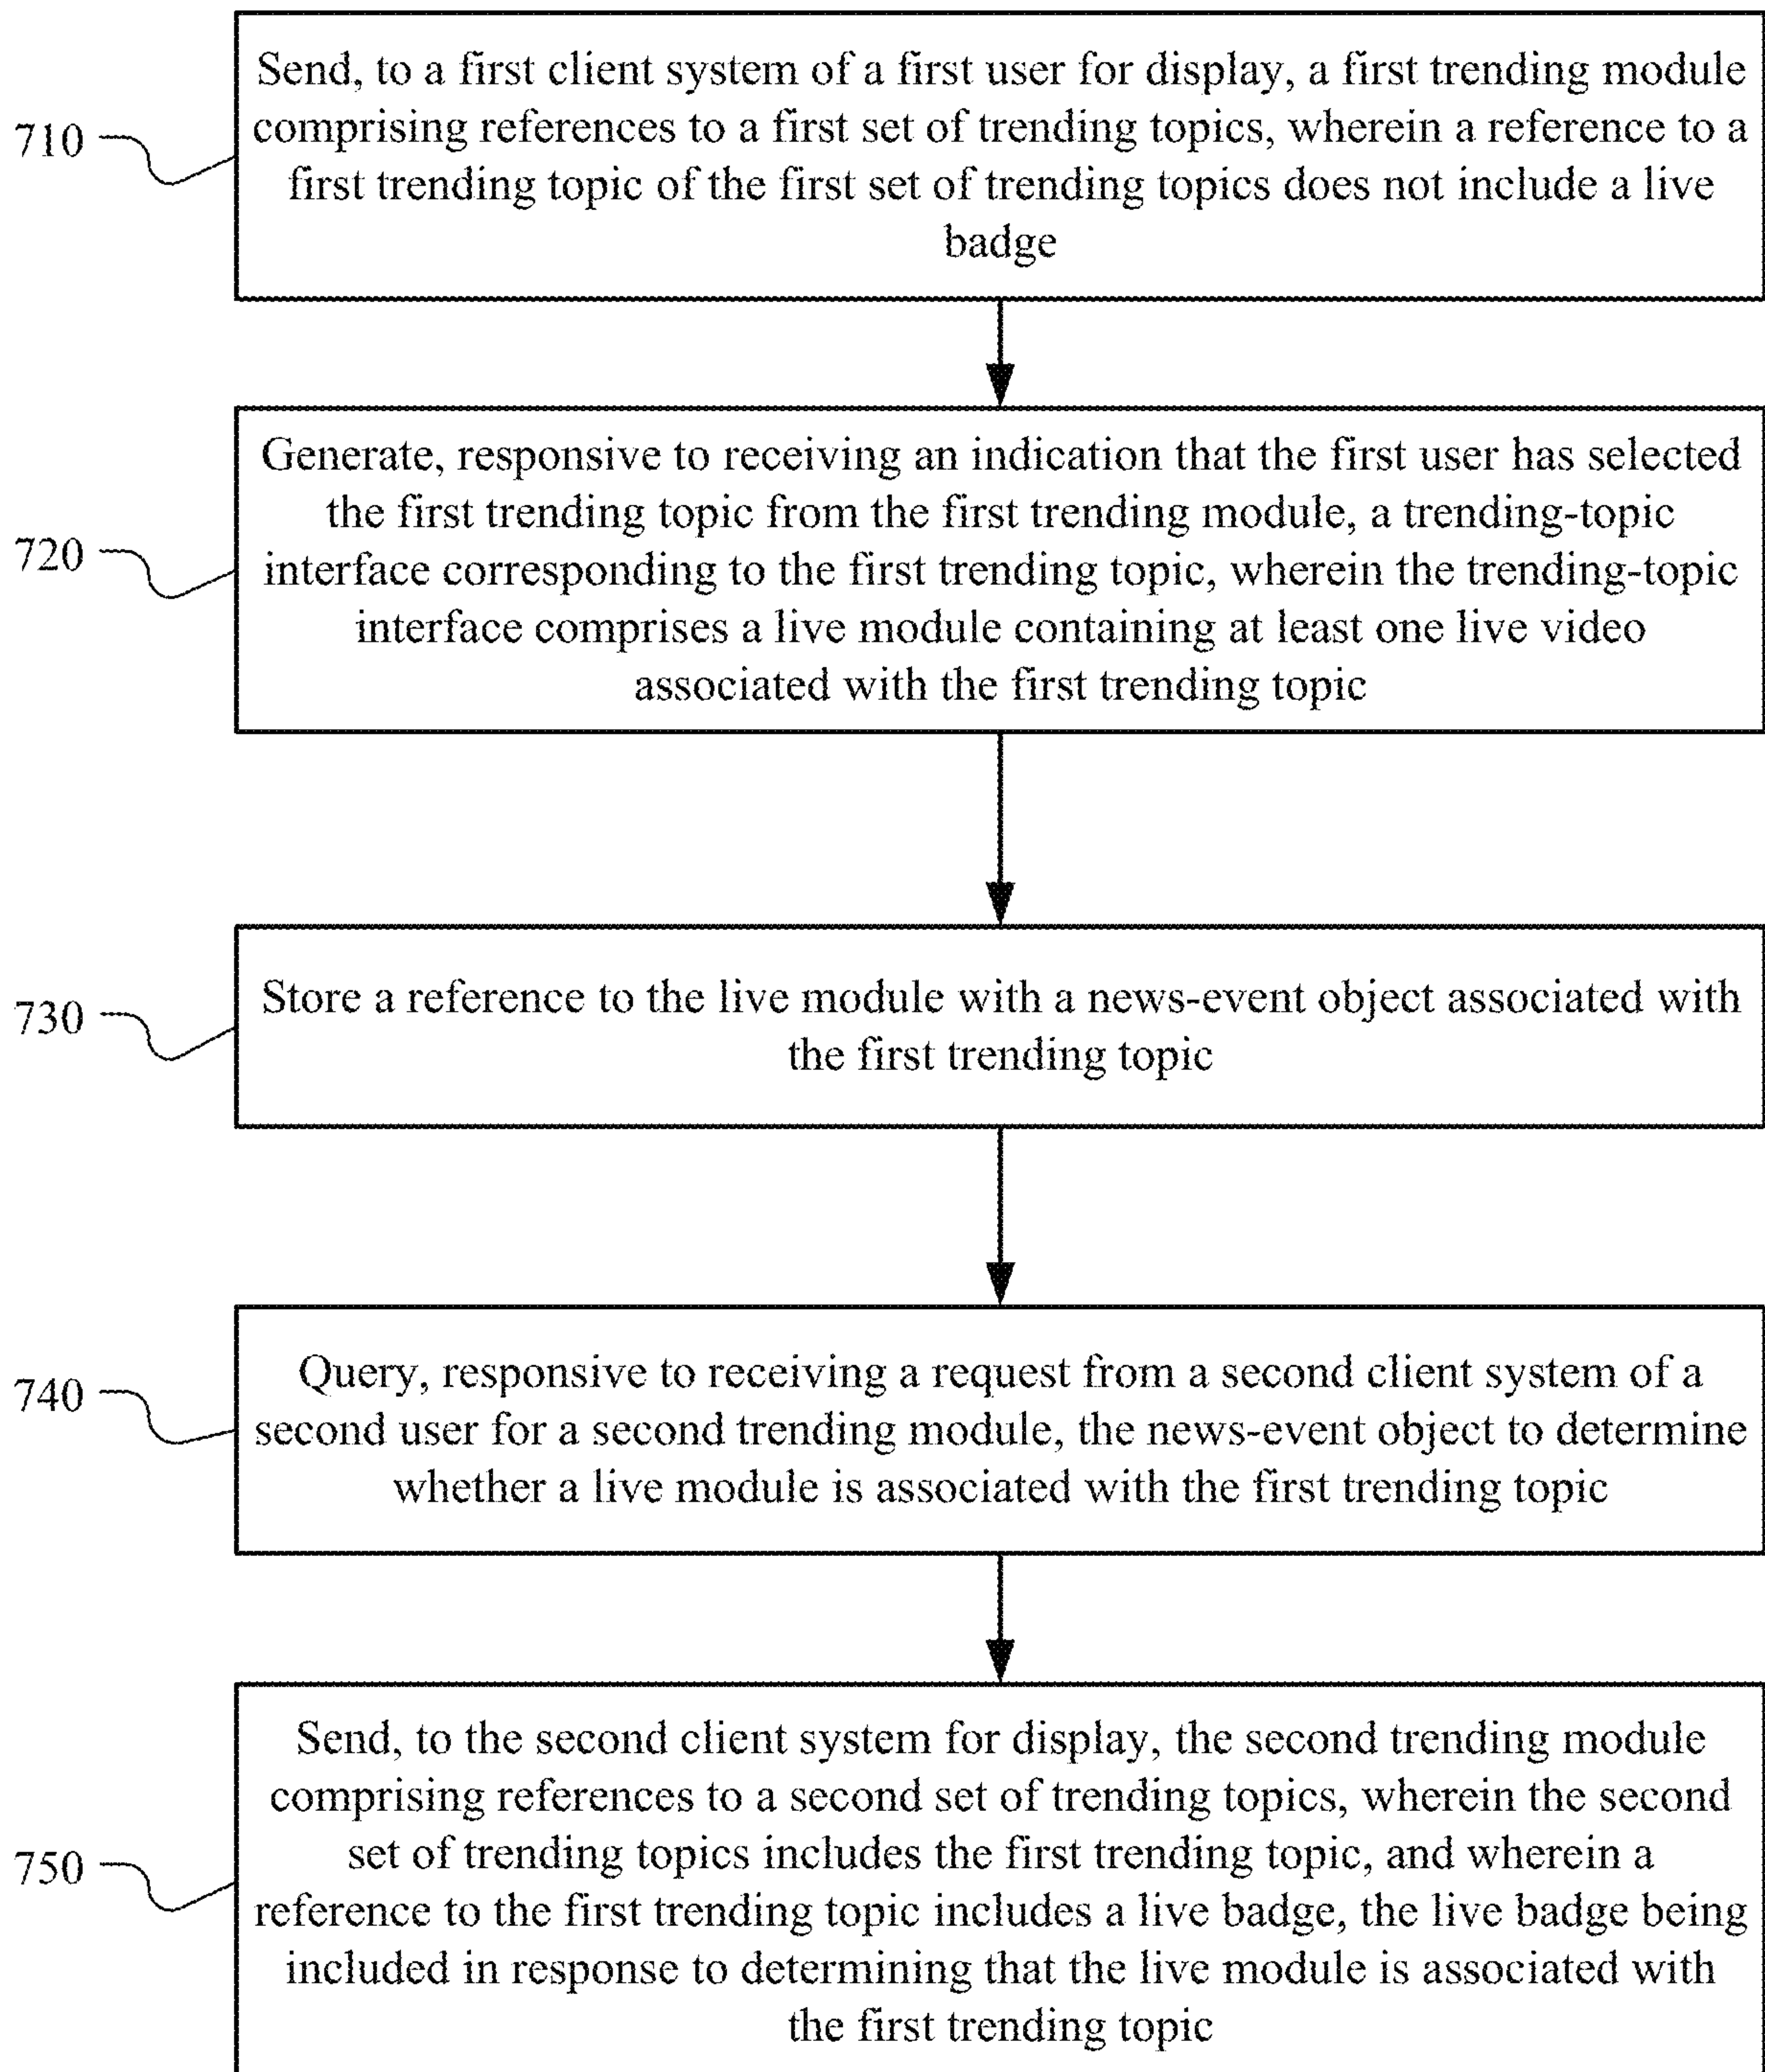 710
Send, to a first client system of a first user for display, a first trending module
comprising references to a first set of trending topics, wherein a reference to a
first trending topic of the first set of trending topics does not include a live
badge
720
Generate, responsive to receiving an indication that the first user has selected
the first trending topic from the first trending module, a trending-topic
interface corresponding to the first trending topic, wherein the trending-topic
interface comprises a live module containing at least one live video
associated with the first trending topic
730
Store a reference to the live module with a news-event object associated with
the first trending topic
740
Query, responsive to receiving a request from a second client system of a
second user for a second trending module, the news-event object to determine
whether a live module is associated with the first trending topic
750
Send, to the second client system for display, the second trending module
comprising references to a second set of trending topics, wherein the second
set of trending topics includes the first trending topic, and wherein a
reference to the first trending topic includes a live badge, the live badge being
included in response to determining that the live module is associated with
the first trending topic